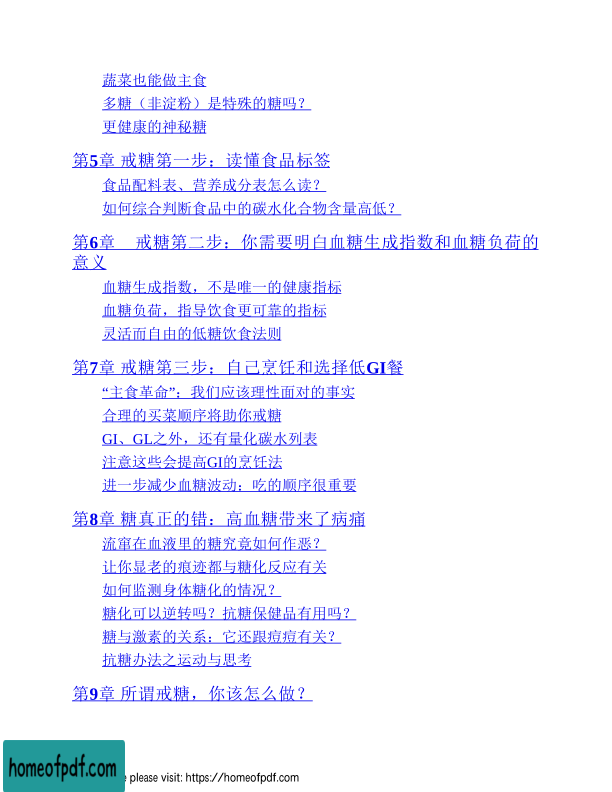 蔬菜也能做主食
多糖（非淀粉）是特殊的糖吗？
更健康的神秘糖
第5章 戒糖第一步：读懂食品标签
食品配料表、营养成分表怎么读？
如何综合判断食品中的碳水化合物含量高低？
第6章　戒糖第二步：你需要明白血糖生成指数和血糖负荷的
意义
血糖生成指数，不是唯一的健康指标
血糖负荷，指导饮食更可靠的指标
灵活而自由的低糖饮食法则
第7章 戒糖第三步：自己烹饪和选择低GI餐
“主食革命”：我们应该理性面对的事实
合理的买菜顺序将助你戒糖
GI、GL之外，还有量化碳水列表
注意这些会提高GI的烹饪法
进一步减少血糖波动：吃的顺序很重要
第8章 糖真正的错：高血糖带来了病痛
流窜在血液里的糖究竟如何作恶？
让你显老的痕迹都与糖化反应有关
如何监测身体糖化的情况？
糖化可以逆转吗？抗糖保健品有用吗？
糖与激素的关系：它还跟痘痘有关？
抗糖办法之运动与思考
第9章 所谓戒糖，你该怎么做？
homeofpdf.com
please visit: https://homeofpdf.com